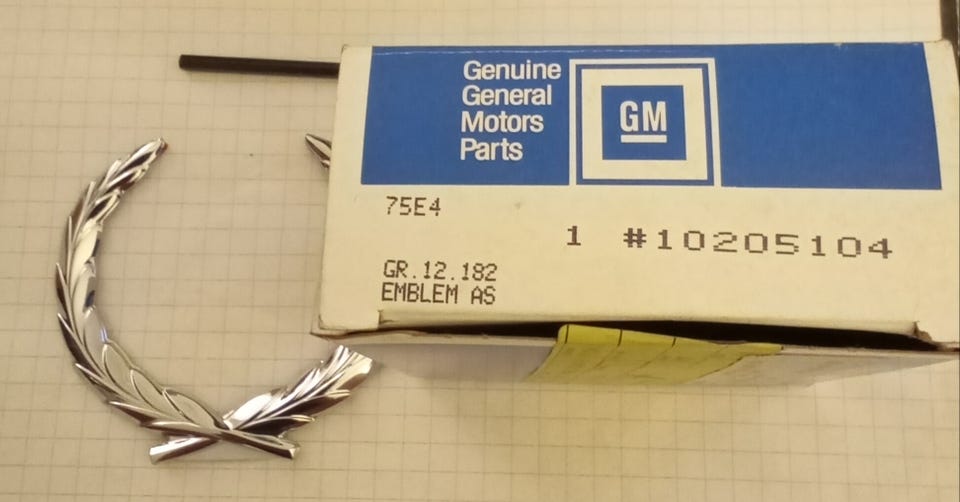 Genuine
General
Motors
Parts
GM
75E4
1 #10205104
GR.12.182
EMBLEM AS